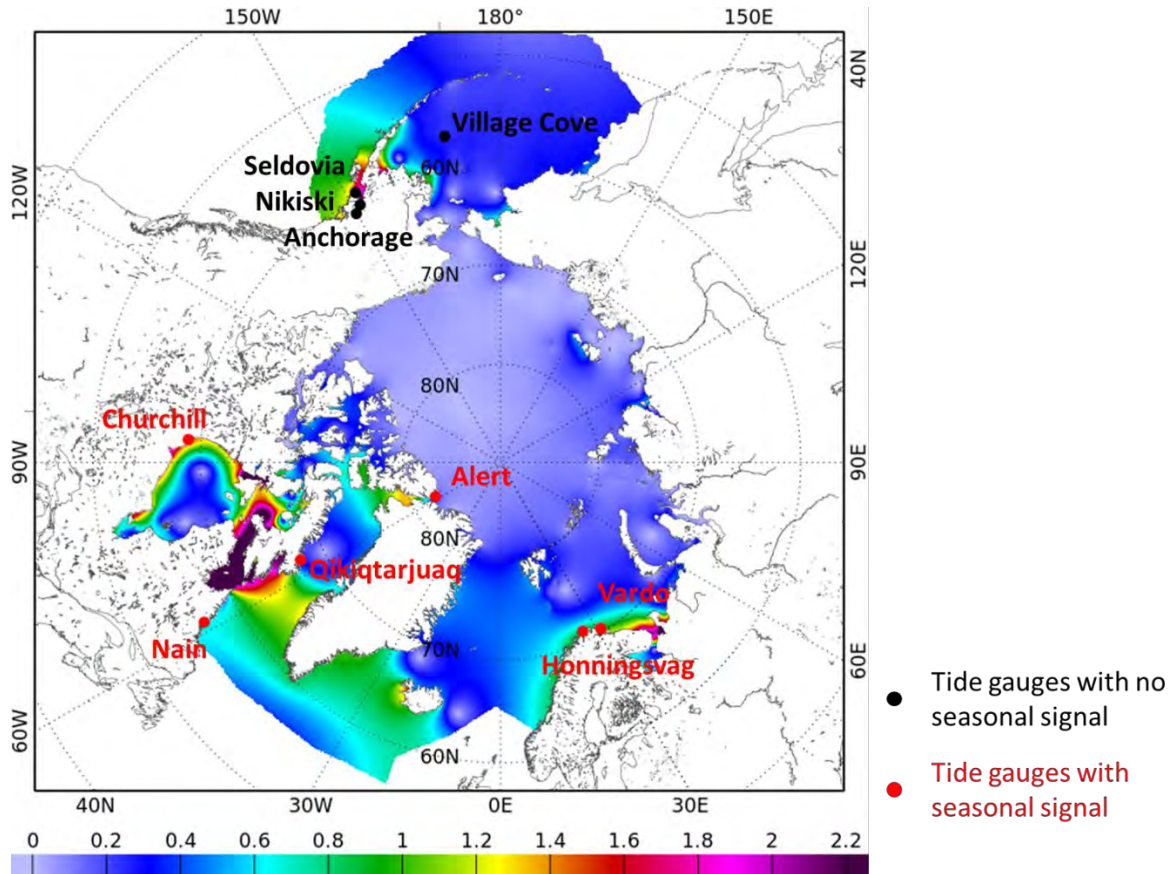 150W
180°
150E
40N
Village Cove
Seldovia
60N
120W
Nikiski
Anchorage
120E
70N
80N
Churchill
90W
Alert
90E
80N
Qikiqtarjuaq
Vardo
Nain
70N
Honningsvag
60E
Tide gauges with no
seasonal signal
60W
60N
Tide gauges with
seasonal signal
40N
30W
0E
30E
0
0.2
0.4
0.6
0.8
1
1.2
1.4
1.6
1.8
2
2.2